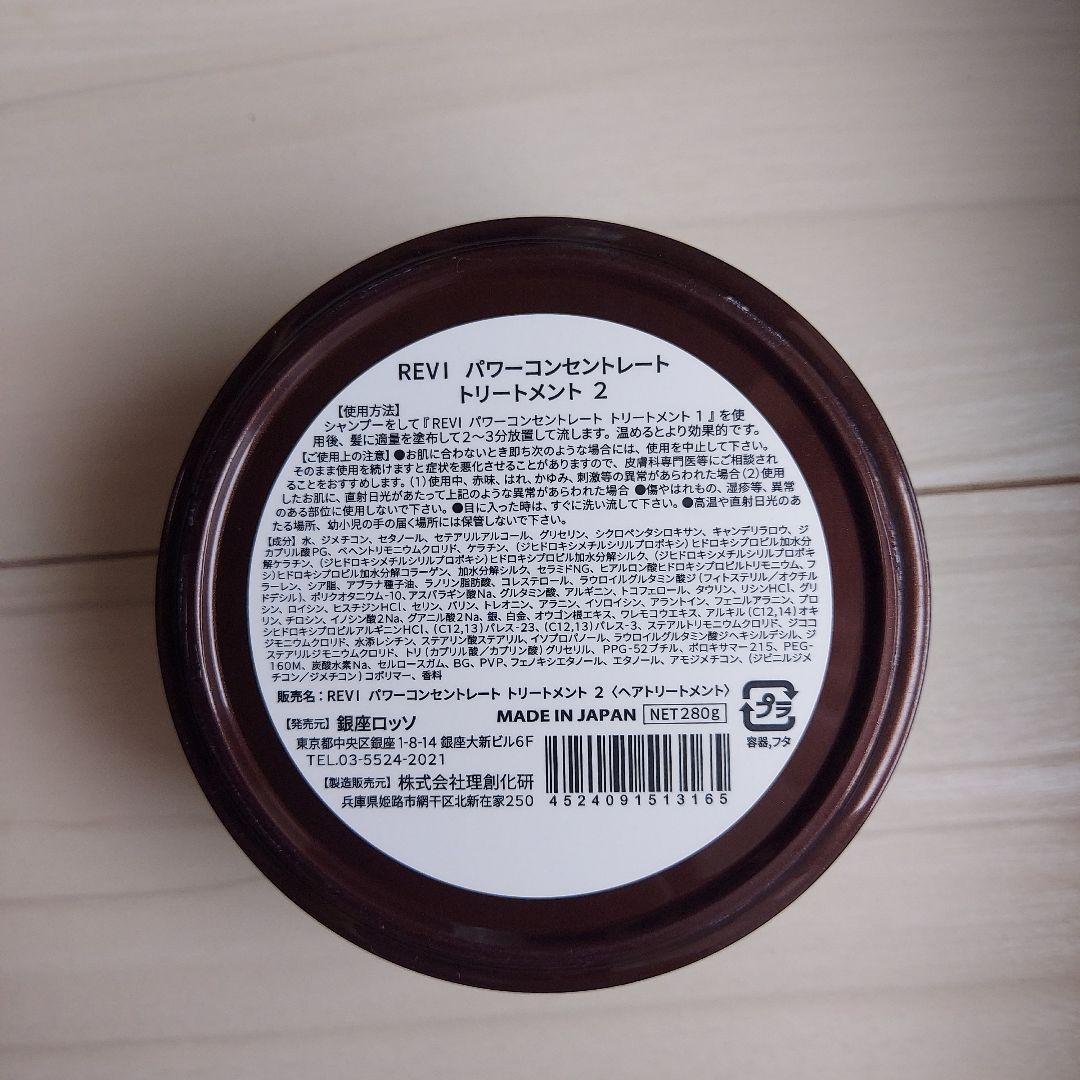 REVI パワーコンセントレート
トリートメント 2
【使用方法】
シャンプーをして『REVI パワーコンセントレート トリートメント 1 』を使
用後、髪に適量を塗布して2〜3分放置して流します。温めるとより効果的です。
【ご使用上の注意】●お肌に合わないとき即ち次のような場合には、使用を中止して下さい。
そのまま使用を続けますと症状を悪化させることがありますので、皮膚科専門医等にご相談され
ることをおすすめします。(1)使用中、赤味、はれ、かゆみ、刺激等の異常があらわれた場合(2)使用
したお肌に、直射日光があたって上記のような異常があらわれた場合 ●傷やはれもの、湿疹等、異常
のある部位に使用しないで下さい。●目に入った時は、すぐに洗い流して下さい。●高温や直射日光のあ
たる場所、幼小児の手の届く場所には保管しないで下さい。
【成分】水、ジメチコン、セタノール、セテアリルアルコール、グリセリン、シクロペンタシロキサン、キャンデリラロウ、ジ
カプリル酸PG、ベヘントリモニウムクロリド、ケラチン、(ジヒドロキシメチルシリルプロポキシ)ヒドロキシプロピル加水分
解ケラチン、(ジヒドロキシメチルシリルプロポキシ)ヒドロキシプロピル加水分解シルク、(ジヒドロキシメチルシリルプロポキ
シ)ヒドロキシプロピル加水分解コラーゲン、加水分解シルク、セラミドNG、ヒアルロン酸ヒドロキシプロピルトリモニウム、フ
ラーレン、シア脂、アブラナ種子油、ラノリン脂肪酸、コレステロール、ラウロイルグルタミン酸ジ(フィトステリル/オクチル
ドデシル)、ポリクオタニウム-10、アスパラギン酸Na、グルタミン酸、アルギニン、トコフェロール、タウリン、リシンHCl、グリ
シン、ロイシン、ヒスチジンHCl、セリン、バリン、トレオニン、アラニン、イソロイシン、アラントイン、フェニルアラニン、プロ
リン、チロシン、イノシン酸2Na、グアニル酸2Na、銀、白金、オウゴン根エキス、ワレモコウエキス、アルキル(C12,14)オキ
シヒドロキシプロピルアルギニンHCl、(C12,13)パレス-23、(C12,13)パレス-3、ステアルトリモニウムクロリド、ジココ
ジモニウムクロリド、水添レシチン、ステアリン酸ステアリル、イソプロパノール、ラウロイルグルタミン酸ジヘキシルデシル、ジ
ステアリルジモニウムクロリド、トリ(カプリル酸/カプリン酸)グリセリル、PPG-52ブチル、ポロキサマー215、PEG-
160M、炭酸水素Na、セルロースガム、BG、PVP、フェノキシエタノール、エタノール、アモジメチコン、(ジビニルジメ
チコン/ジメチコン)コポリマー、香料
販売名：REVI パワーコンセントレート トリートメント 2〈ヘアトリートメント〉
【発売元】銀座ロッソ
MADE IN JAPAN NET280g
プラ
容器,フタ
東京都中央区銀座1-8-14 銀座大新ビル6F
TEL.03-5524-2021
【製造販売元】株式会社理創化研
兵庫県姫路市網干区北新在家250
4524091513165